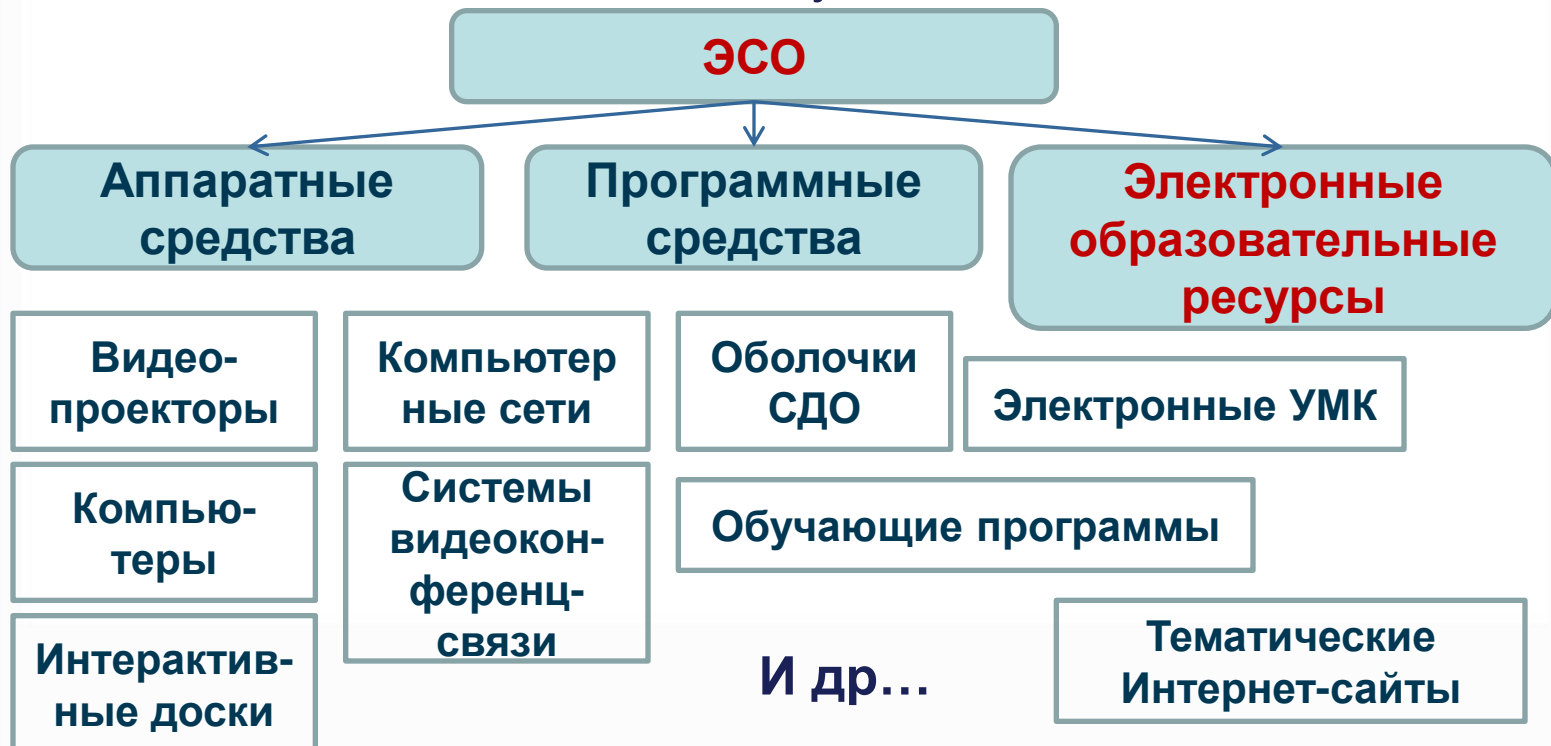 ЭСО
Аппаратные
средства
Программные
средства
Электронные
образовательные
ресурсы
Видео-
проекторы
Компьютер
ные сети
Оболочки
СДО
Электронные УМК
Компью-
теры
Системы
видеокон-
ференц-
связи
Обучающие программы
Интерактив-
ные доски
И др…
Тематические
Интернет-сайты